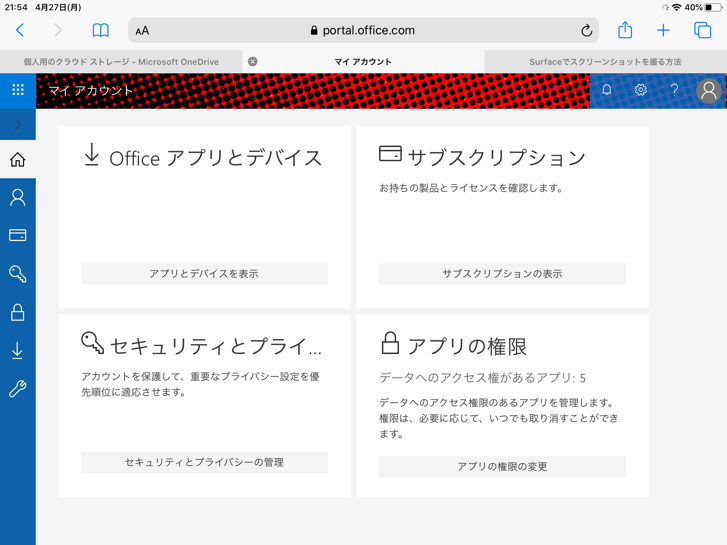 21:54 4月27日(月)
40%
AA
portal.office.com
個人用のクラウド ストレージ - Microsoft OneDrive
マイ アカウント
Surfaceでスクリーンショットを撮る方法
マイ アカウント
?
Office アプリとデバイス
アプリとデバイスを表示
サブスクリプション
お持ちの製品とライセンスを確認します。
サブスクリプションの表示
セキュリティとプライ...
アカウントを保護して、重要なプライバシー設定を優
先順位に適応させます。
セキュリティとプライバシーの管理
アプリの権限
データへのアクセス権があるアプリ: 5
データへのアクセス権限のあるアプリを管理します。
権限は、必要に応じて、いつでも取り消すことができ
ます。
アプリの権限の変更